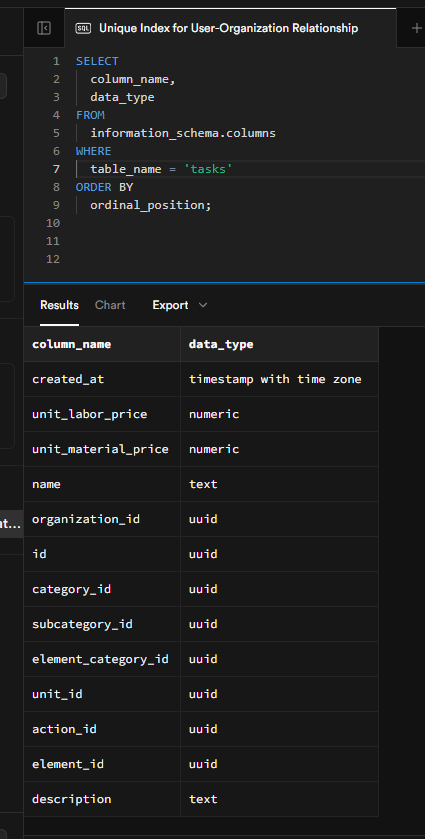 SQL Unique Index for User-Organization Relationship
1 SELECT
2 column_name,
3 data_type
4 FROM
5 information_schema.columns
6 WHERE
7 table_name = 'tasks'
8 ORDER BY
9 ordinal_position;
10
11
12
Results Chart Export
column_name data_type
created_at timestamp with time zone
unit_labor_price numeric
unit_material_price numeric
name text
organization_id uuid
at...
id uuid
category_id uuid
subcategory_id uuid
element_category_id uuid
unit_id uuid
action_id uuid
element_id uuid
description text